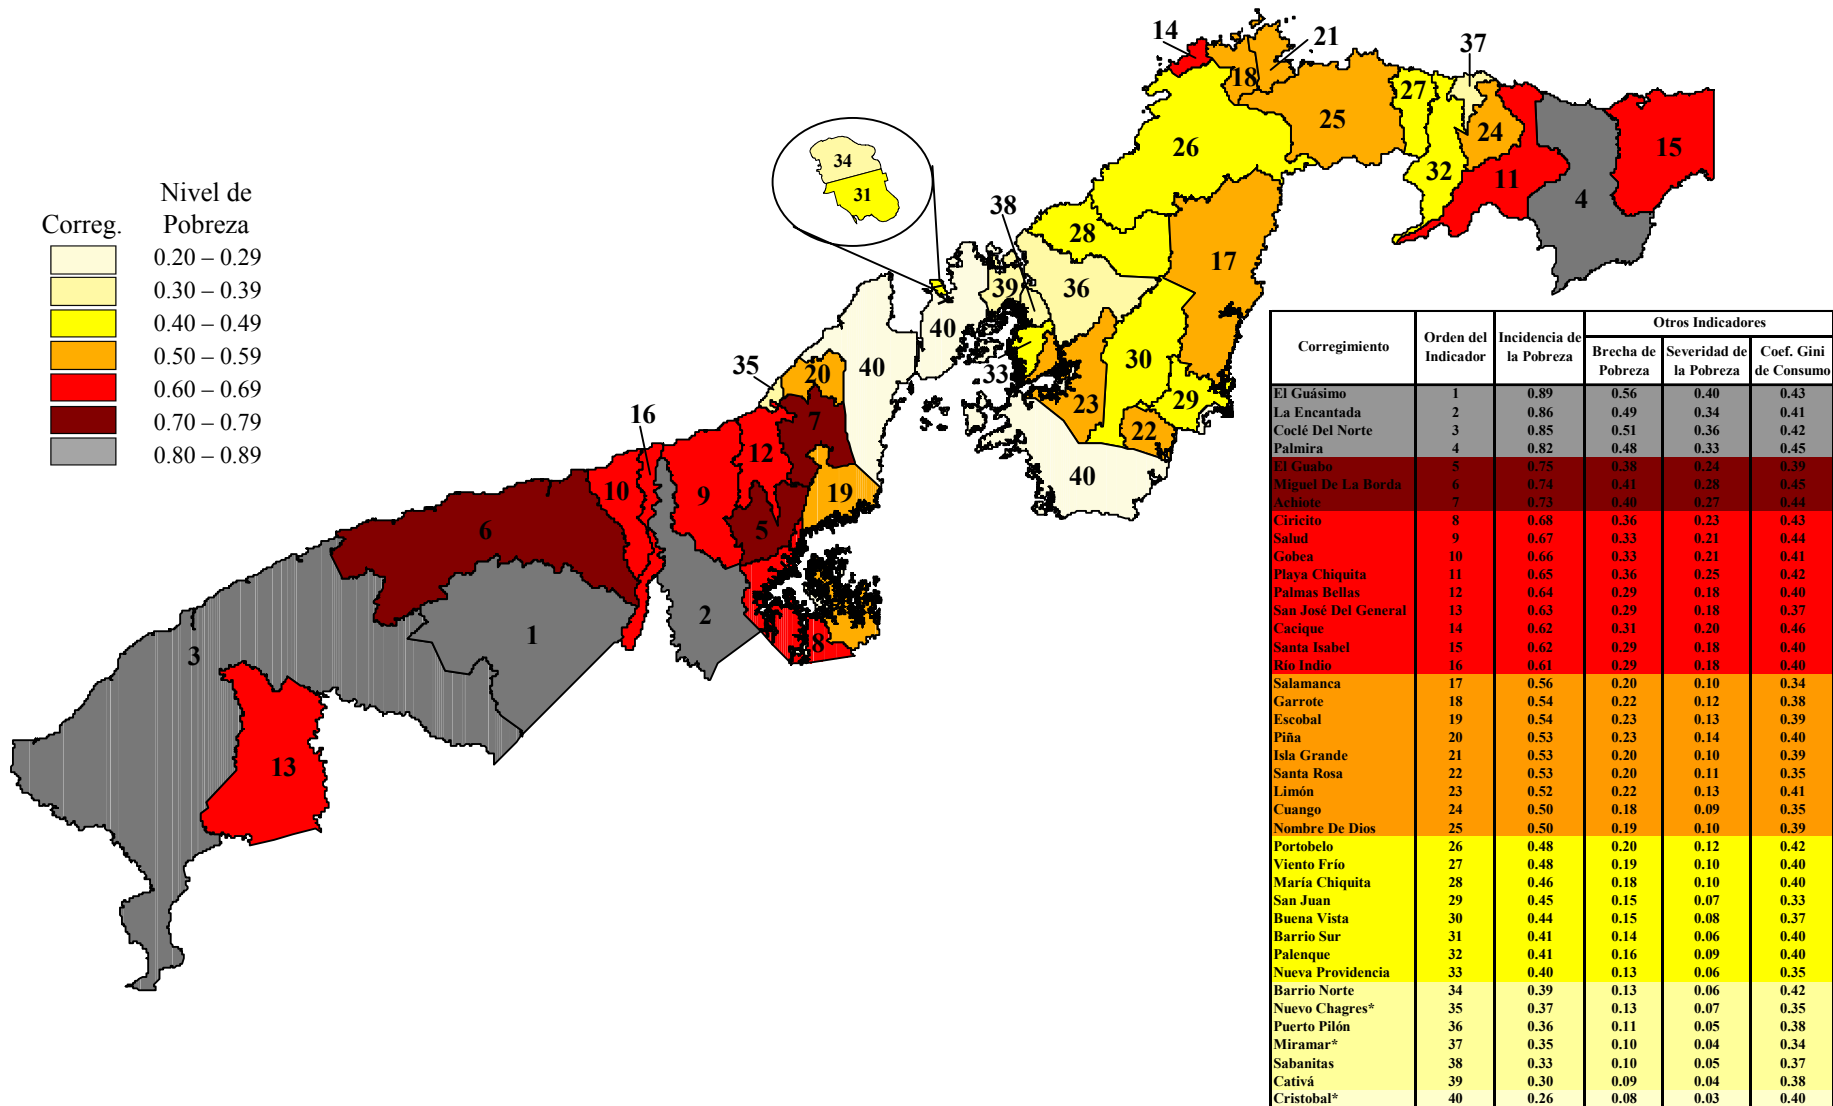 14
21
37
18
27
25
24
15
26
32
11
4
34
31
38
28
17
39
36
40
30
33
35
20
40
23
29
22
7
16
12
40
10
9
19
6
5
1
2
3
8
13
Nivel de
Correg. Pobreza
0.20 – 0.29
0.30 – 0.39
0.40 – 0.49
0.50 – 0.59
0.60 – 0.69
0.70 – 0.79
0.80 – 0.89
Corregimiento Orden del Indicador Incidencia de la Pobreza Otros Indicadores
Brecha de Pobreza Severidad de la Pobreza Coef. Gini de Consumo
El Guásimo 1 0.89 0.56 0.40 0.43
La Encantada 2 0.86 0.49 0.34 0.41
Coclé Del Norte 3 0.85 0.51 0.36 0.42
Palmira 4 0.82 0.48 0.33 0.45
El Guabo 5 0.75 0.38 0.24 0.39
Miguel De La Borda 6 0.74 0.41 0.28 0.45
Achiote 7 0.73 0.40 0.27 0.44
Ciricito 8 0.68 0.36 0.23 0.43
Salud 9 0.67 0.33 0.21 0.44
Gobea 10 0.66 0.33 0.21 0.41
Playa Chiquita 11 0.65 0.36 0.25 0.42
Palmas Bellas 12 0.64 0.29 0.18 0.40
San José Del General 13 0.63 0.29 0.18 0.37
Cacique 14 0.62 0.31 0.20 0.46
Santa Isabel 15 0.62 0.29 0.18 0.40
Río Indio 16 0.61 0.29 0.18 0.40
Salamanca 17 0.56 0.20 0.10 0.34
Garrote 18 0.54 0.22 0.12 0.38
Escobal 19 0.54 0.23 0.13 0.39
Piña 20 0.53 0.23 0.14 0.40
Isla Grande 21 0.53 0.20 0.10 0.39
Santa Rosa 22 0.53 0.20 0.11 0.35
Limón 23 0.52 0.22 0.13 0.41
Cuango 24 0.50 0.18 0.09 0.35
Nombre De Dios 25 0.50 0.19 0.10 0.39
Portobelo 26 0.48 0.20 0.12 0.42
Viento Frío 27 0.48 0.19 0.10 0.40
María Chiquita 28 0.46 0.18 0.10 0.40
San Juan 29 0.45 0.15 0.07 0.33
Buena Vista 30 0.44 0.15 0.08 0.37
Barrio Sur 31 0.41 0.14 0.06 0.40
Palenque 32 0.41 0.16 0.09 0.40
Nueva Providencia 33 0.40 0.13 0.06 0.35
Barrio Norte 34 0.39 0.13 0.06 0.42
Nuevo Chagres* 35 0.37 0.13 0.07 0.35
Puerto Pilón 36 0.36 0.11 0.05 0.38
Miramar* 37 0.35 0.10 0.04 0.34
Sabanitas 38 0.33 0.10 0.05 0.37
Cativá 39 0.30 0.09 0.04 0.38
Cristobal* 40 0.26 0.08 0.03 0.40